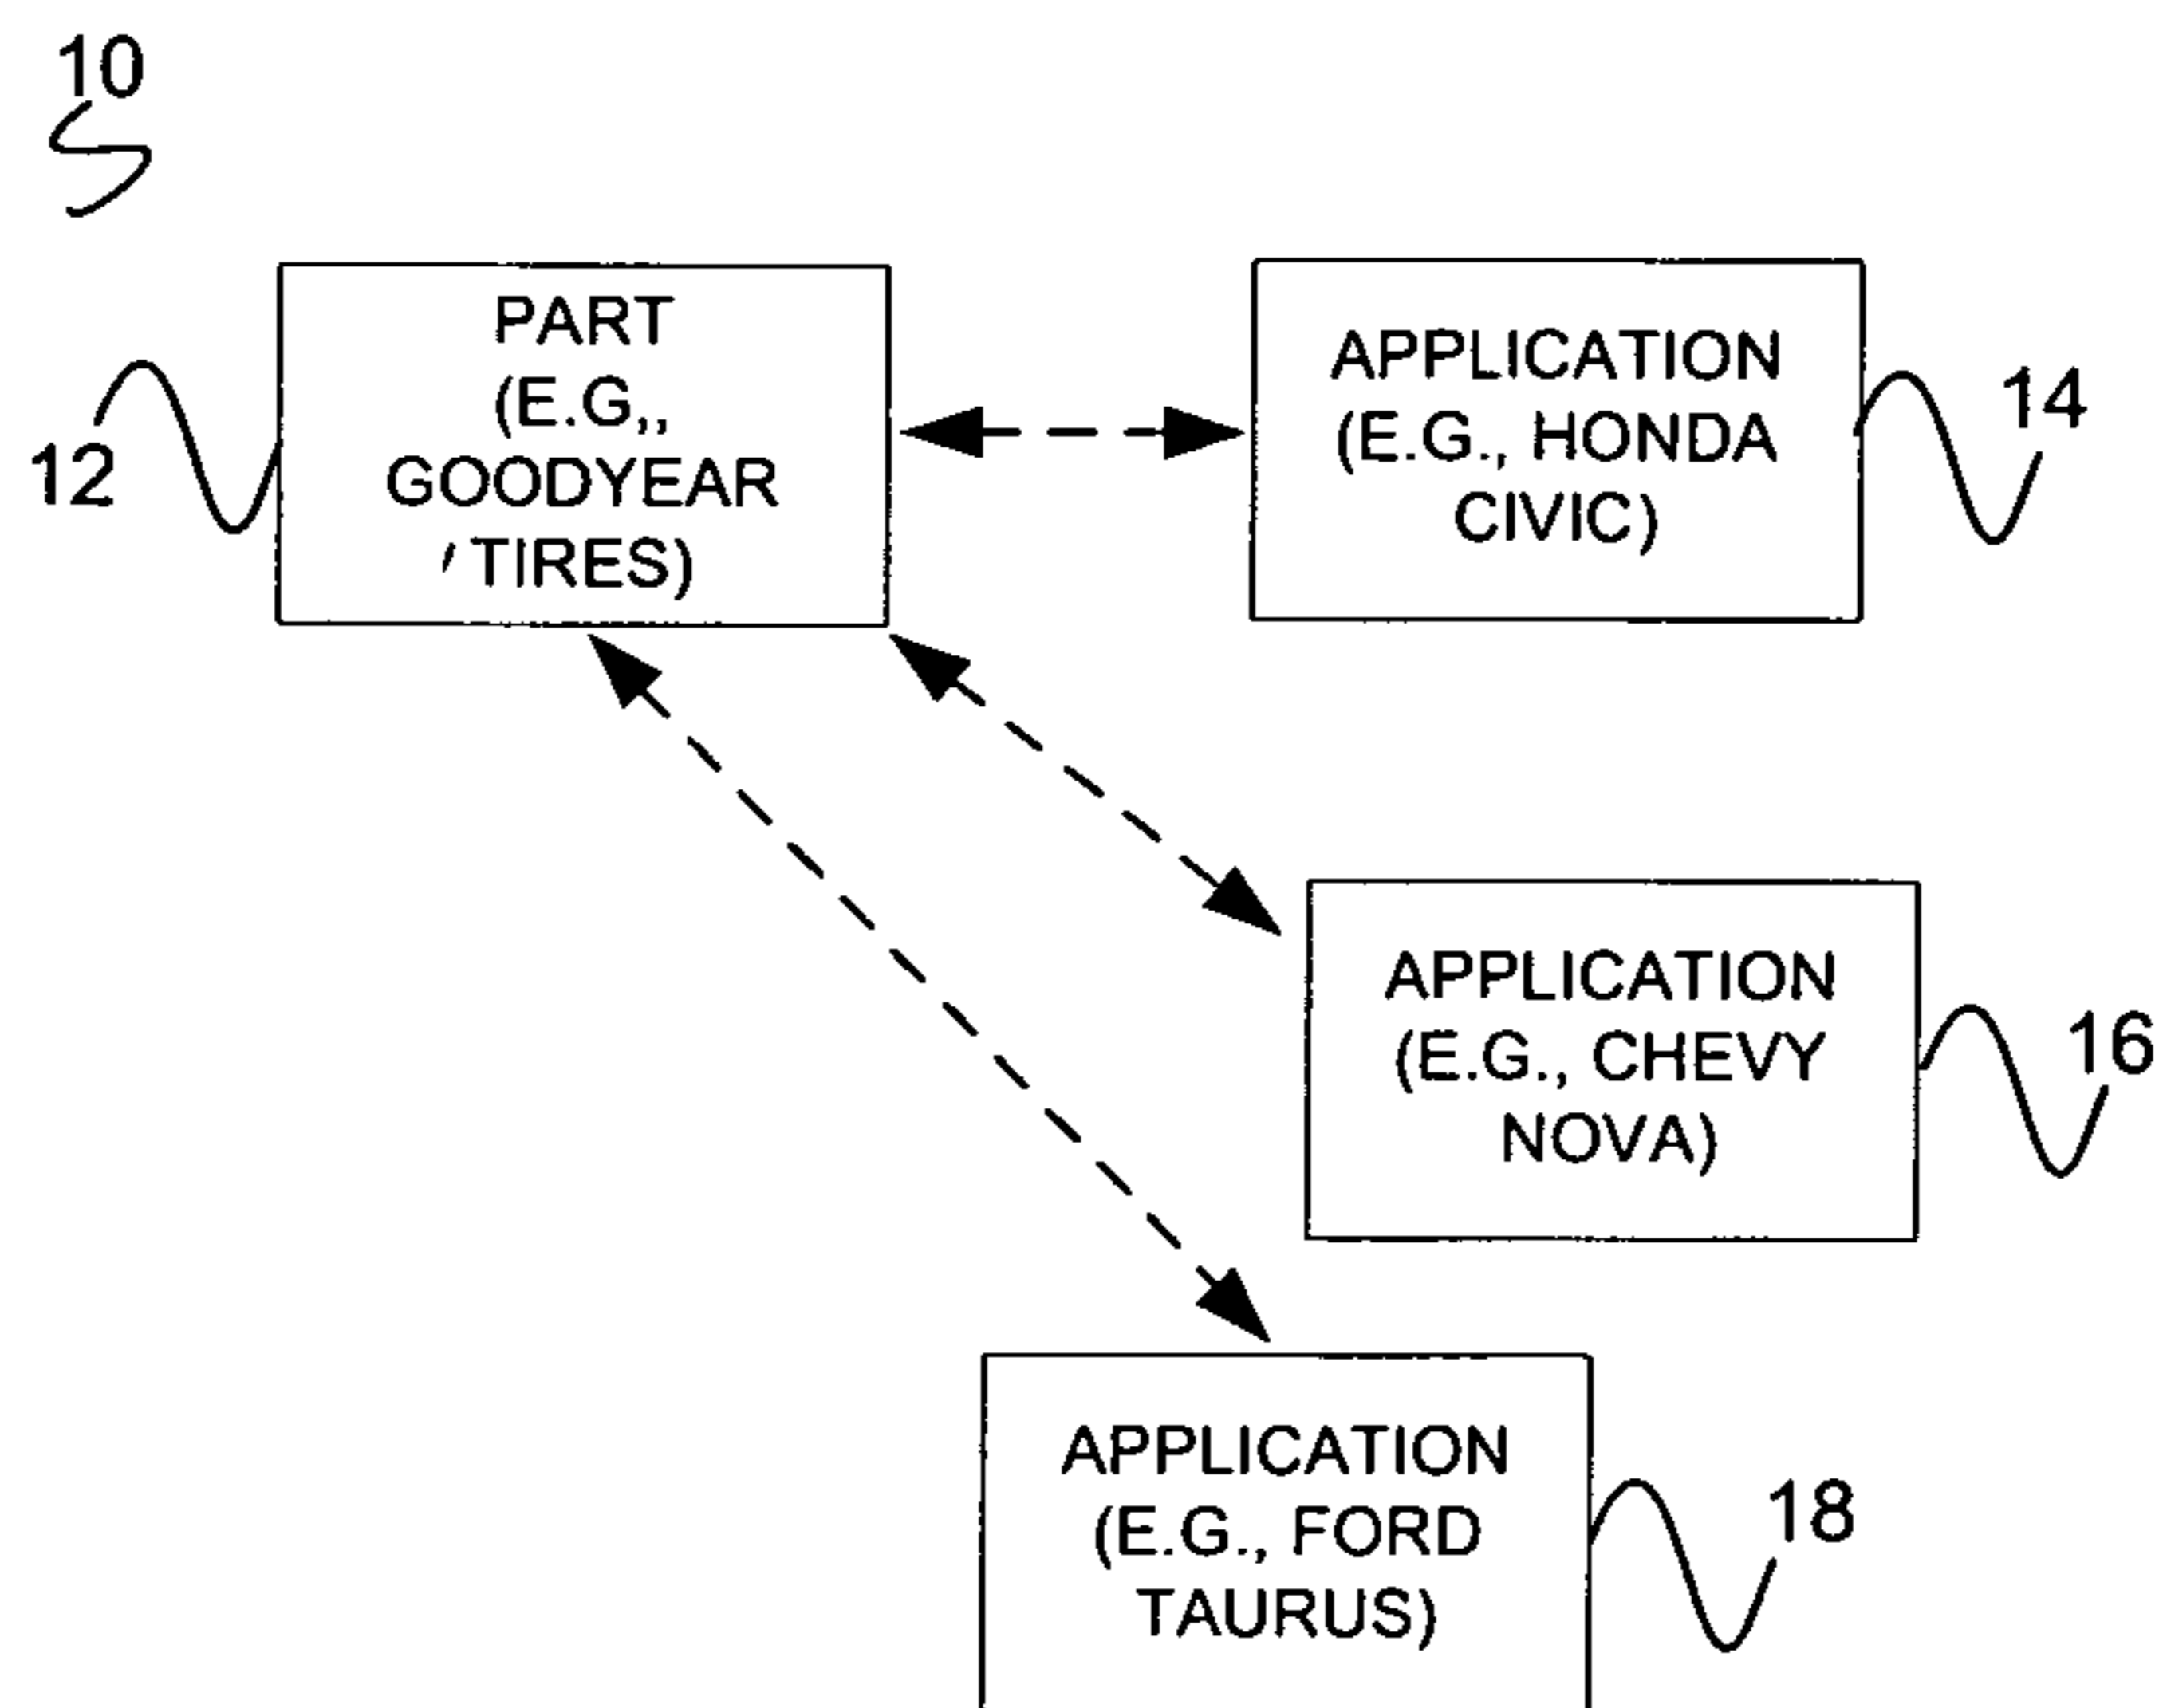 10
PART
(E.G,,
GOODYEAR
TIRES)
12
APPLICATION
(E.G., HONDA
CIVIC)
14
APPLICATION
(E.G., CHEVY
NOVA)
16
APPLICATION
(E.G., FORD
TAURUS)
18